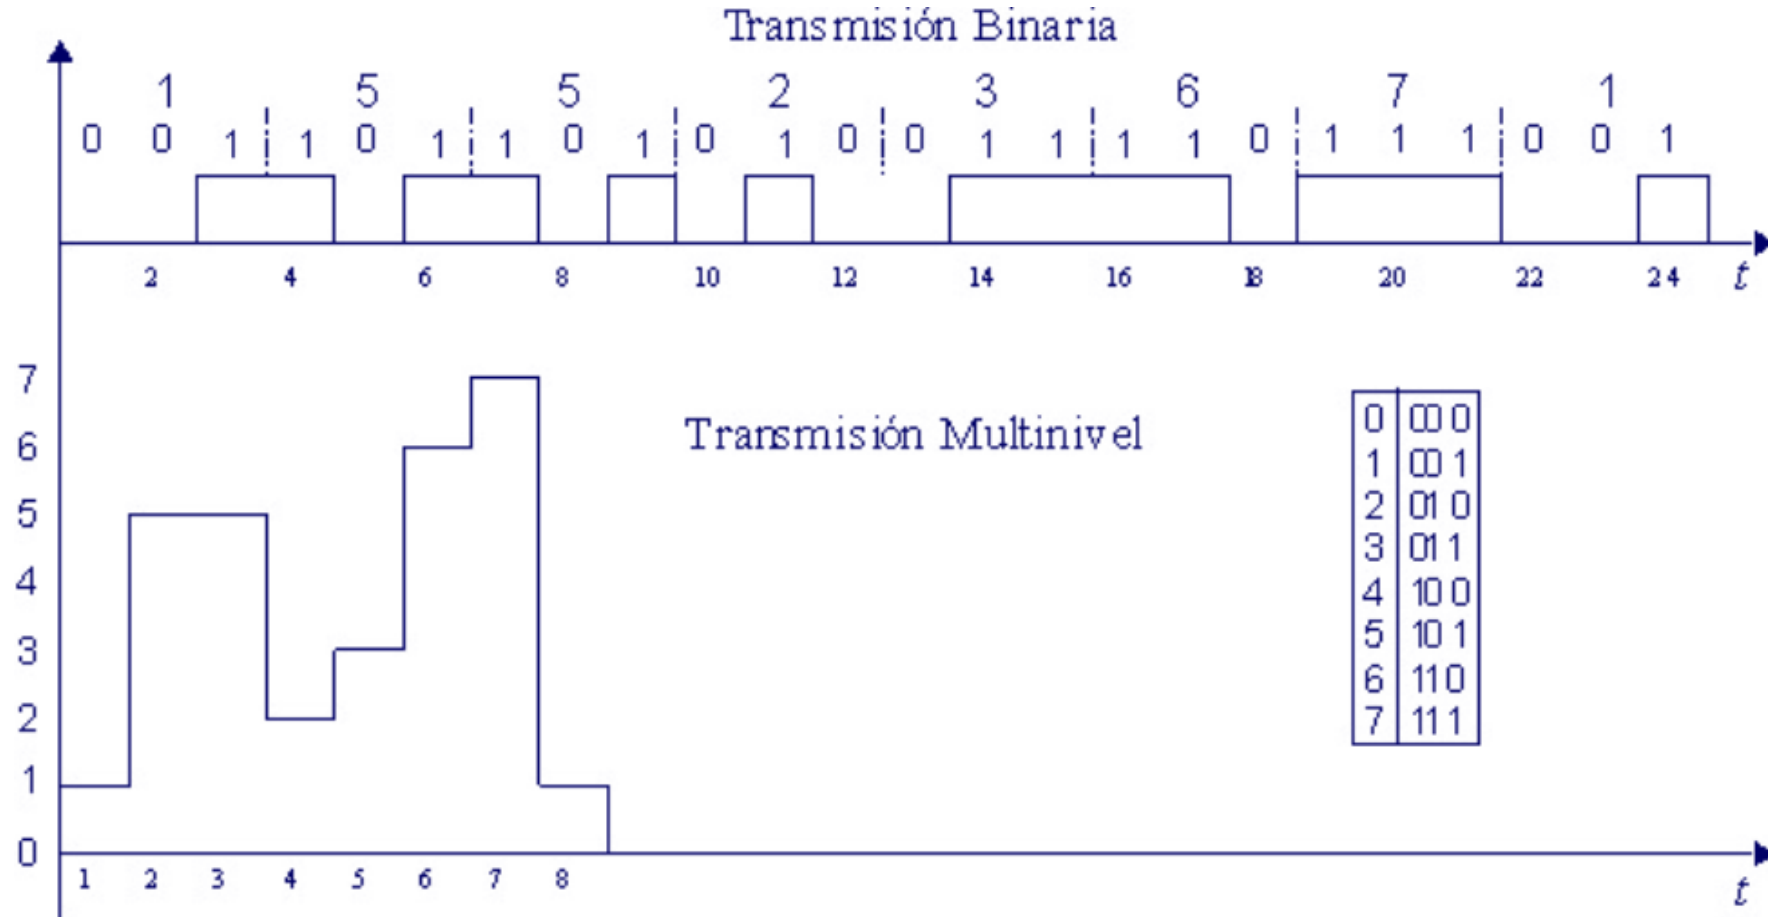 Transmisión Binaria
1 5 5 2 3 6 7 1
0 0 1 1 0 1 1 0 1 0 1 0 0 1 1 1 1 0 1 1 1 0 0 1
2 4 6 8 10 12 14 16 18 20 22 24 t
7
6
5
4
3
2
1
0
Transmisión Multinivel
0 000
1 001
2 010
3 011
4 100
5 101
6 110
7 111
1 2 3 4 5 6 7 8 t